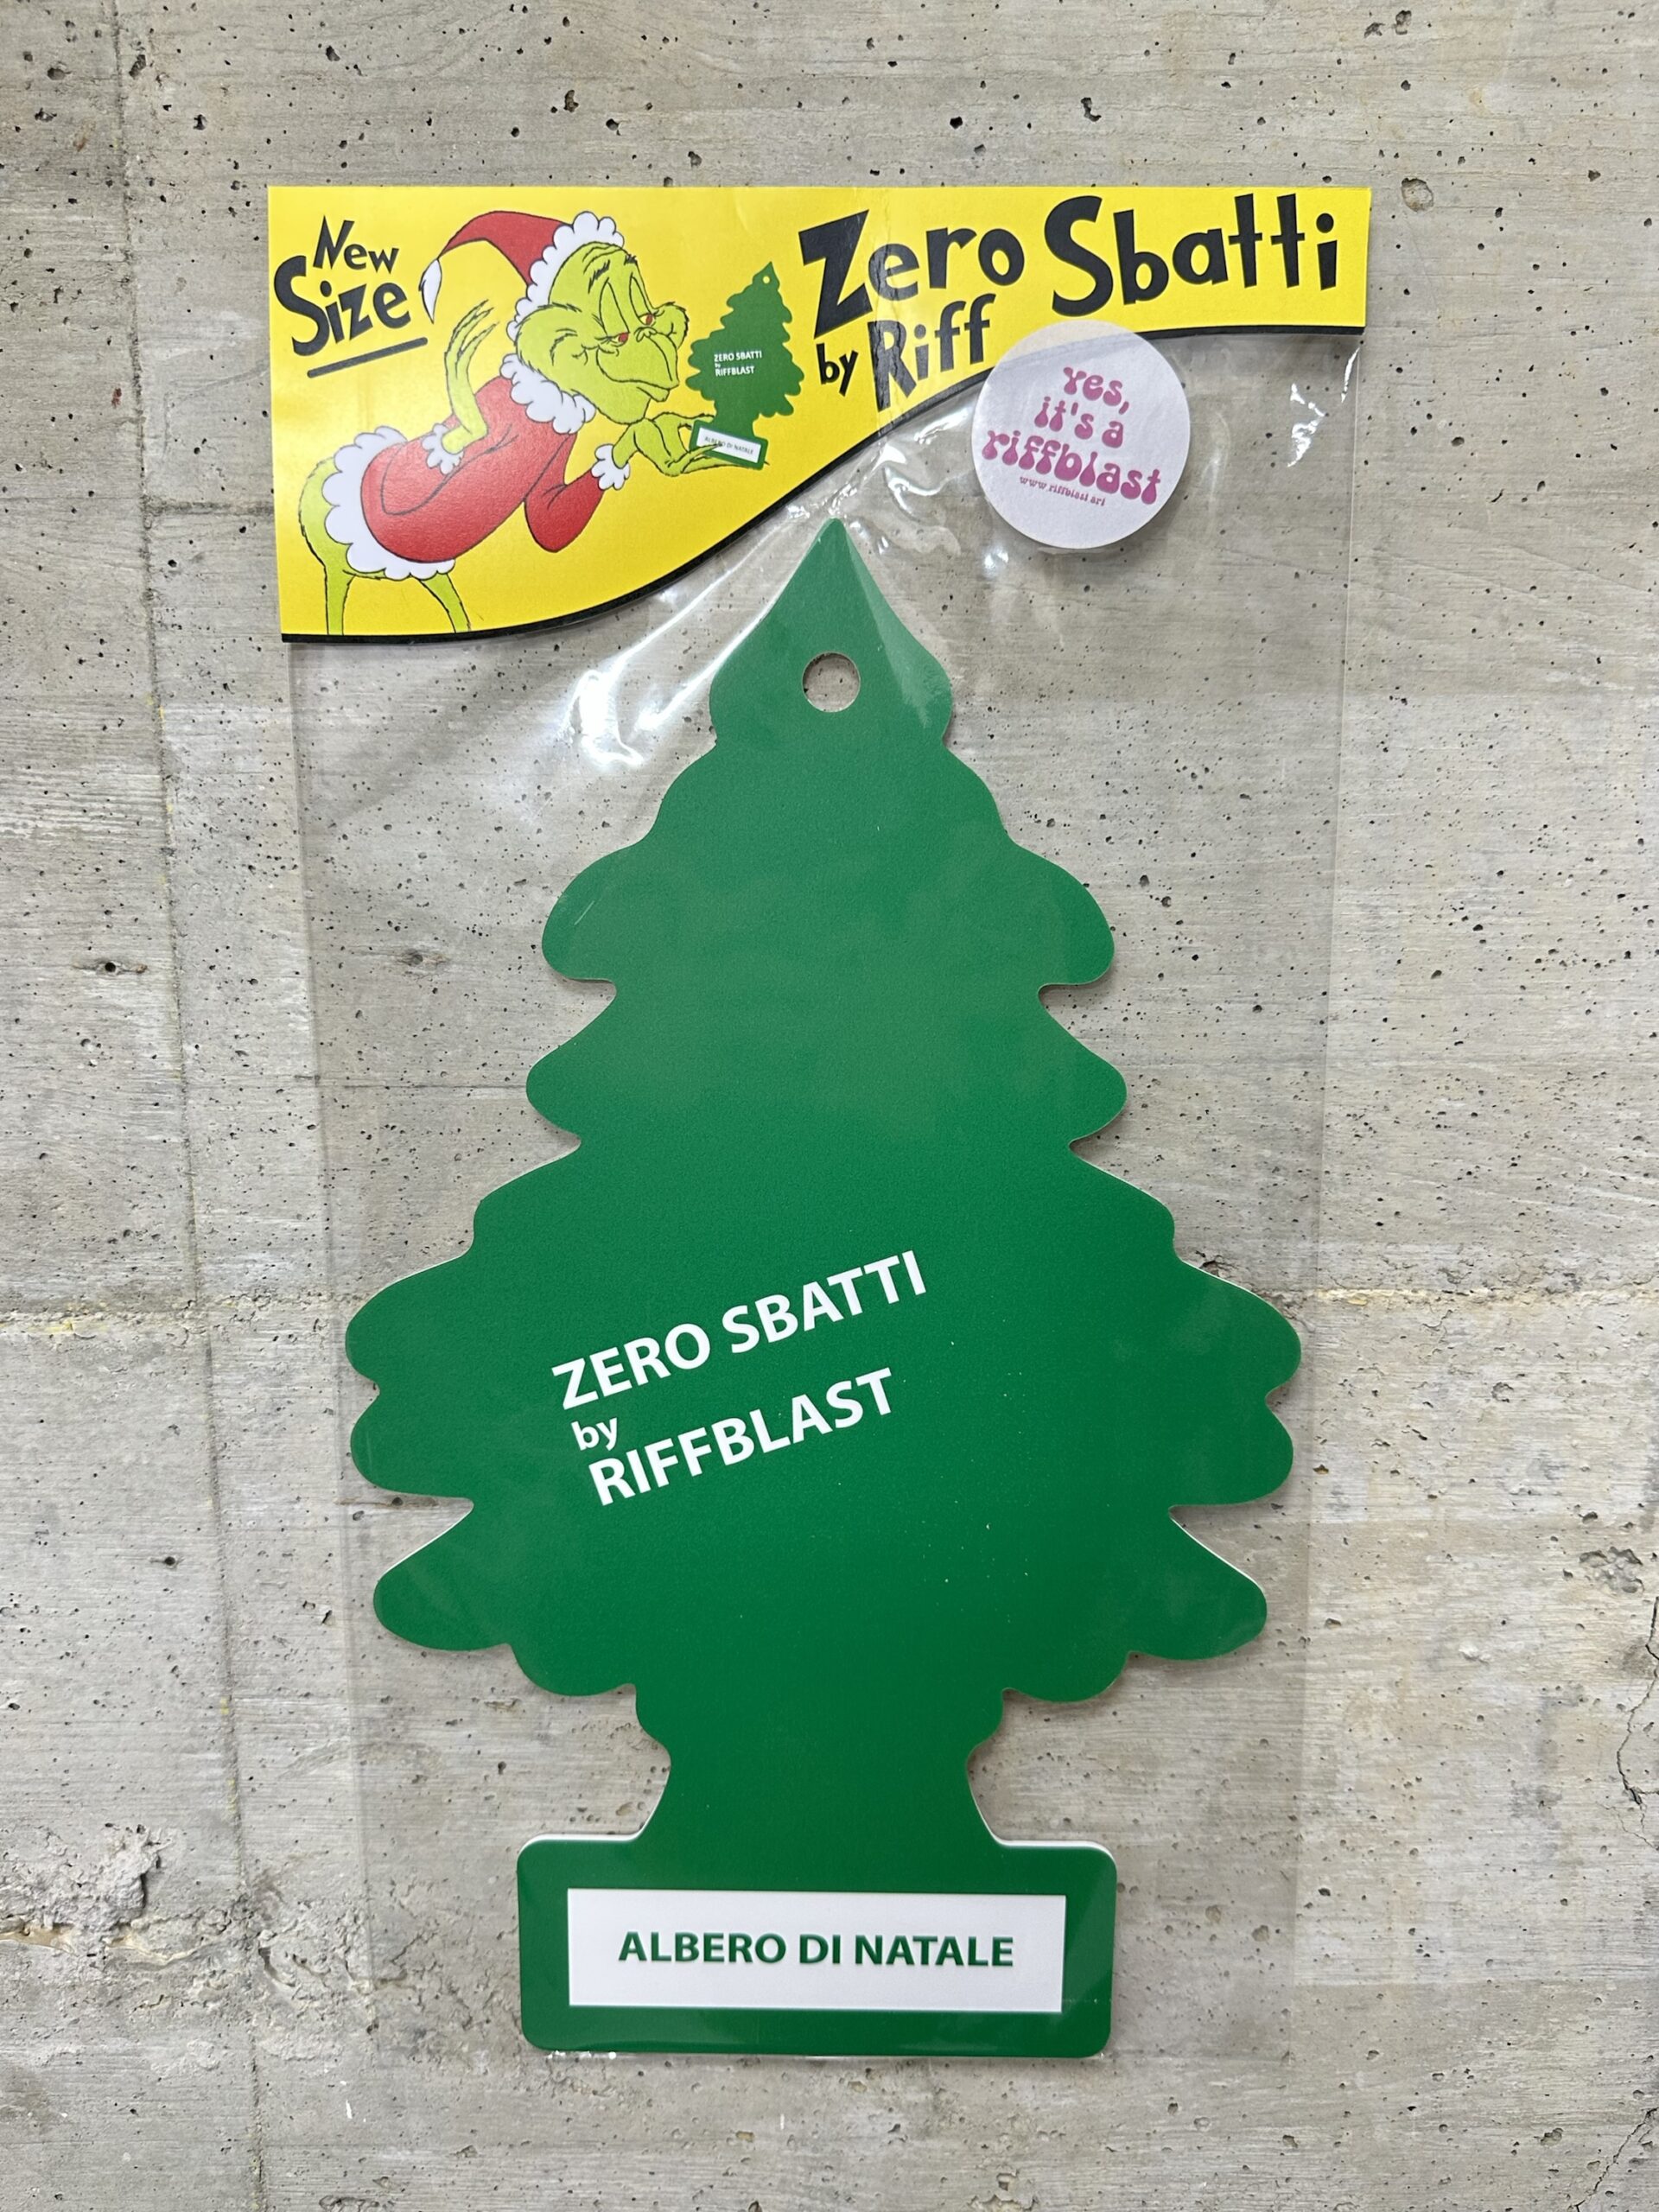 New
Size
Zero Sbatti
by Riff
ZERO SBATTI
by
RIFFBLAST
ALBERO DI NATALE
yes,
it's a
riffblast
www.riffblast.art
ZERO SBATTI
by
RIFFBLAST
ALBERO DI NATALE